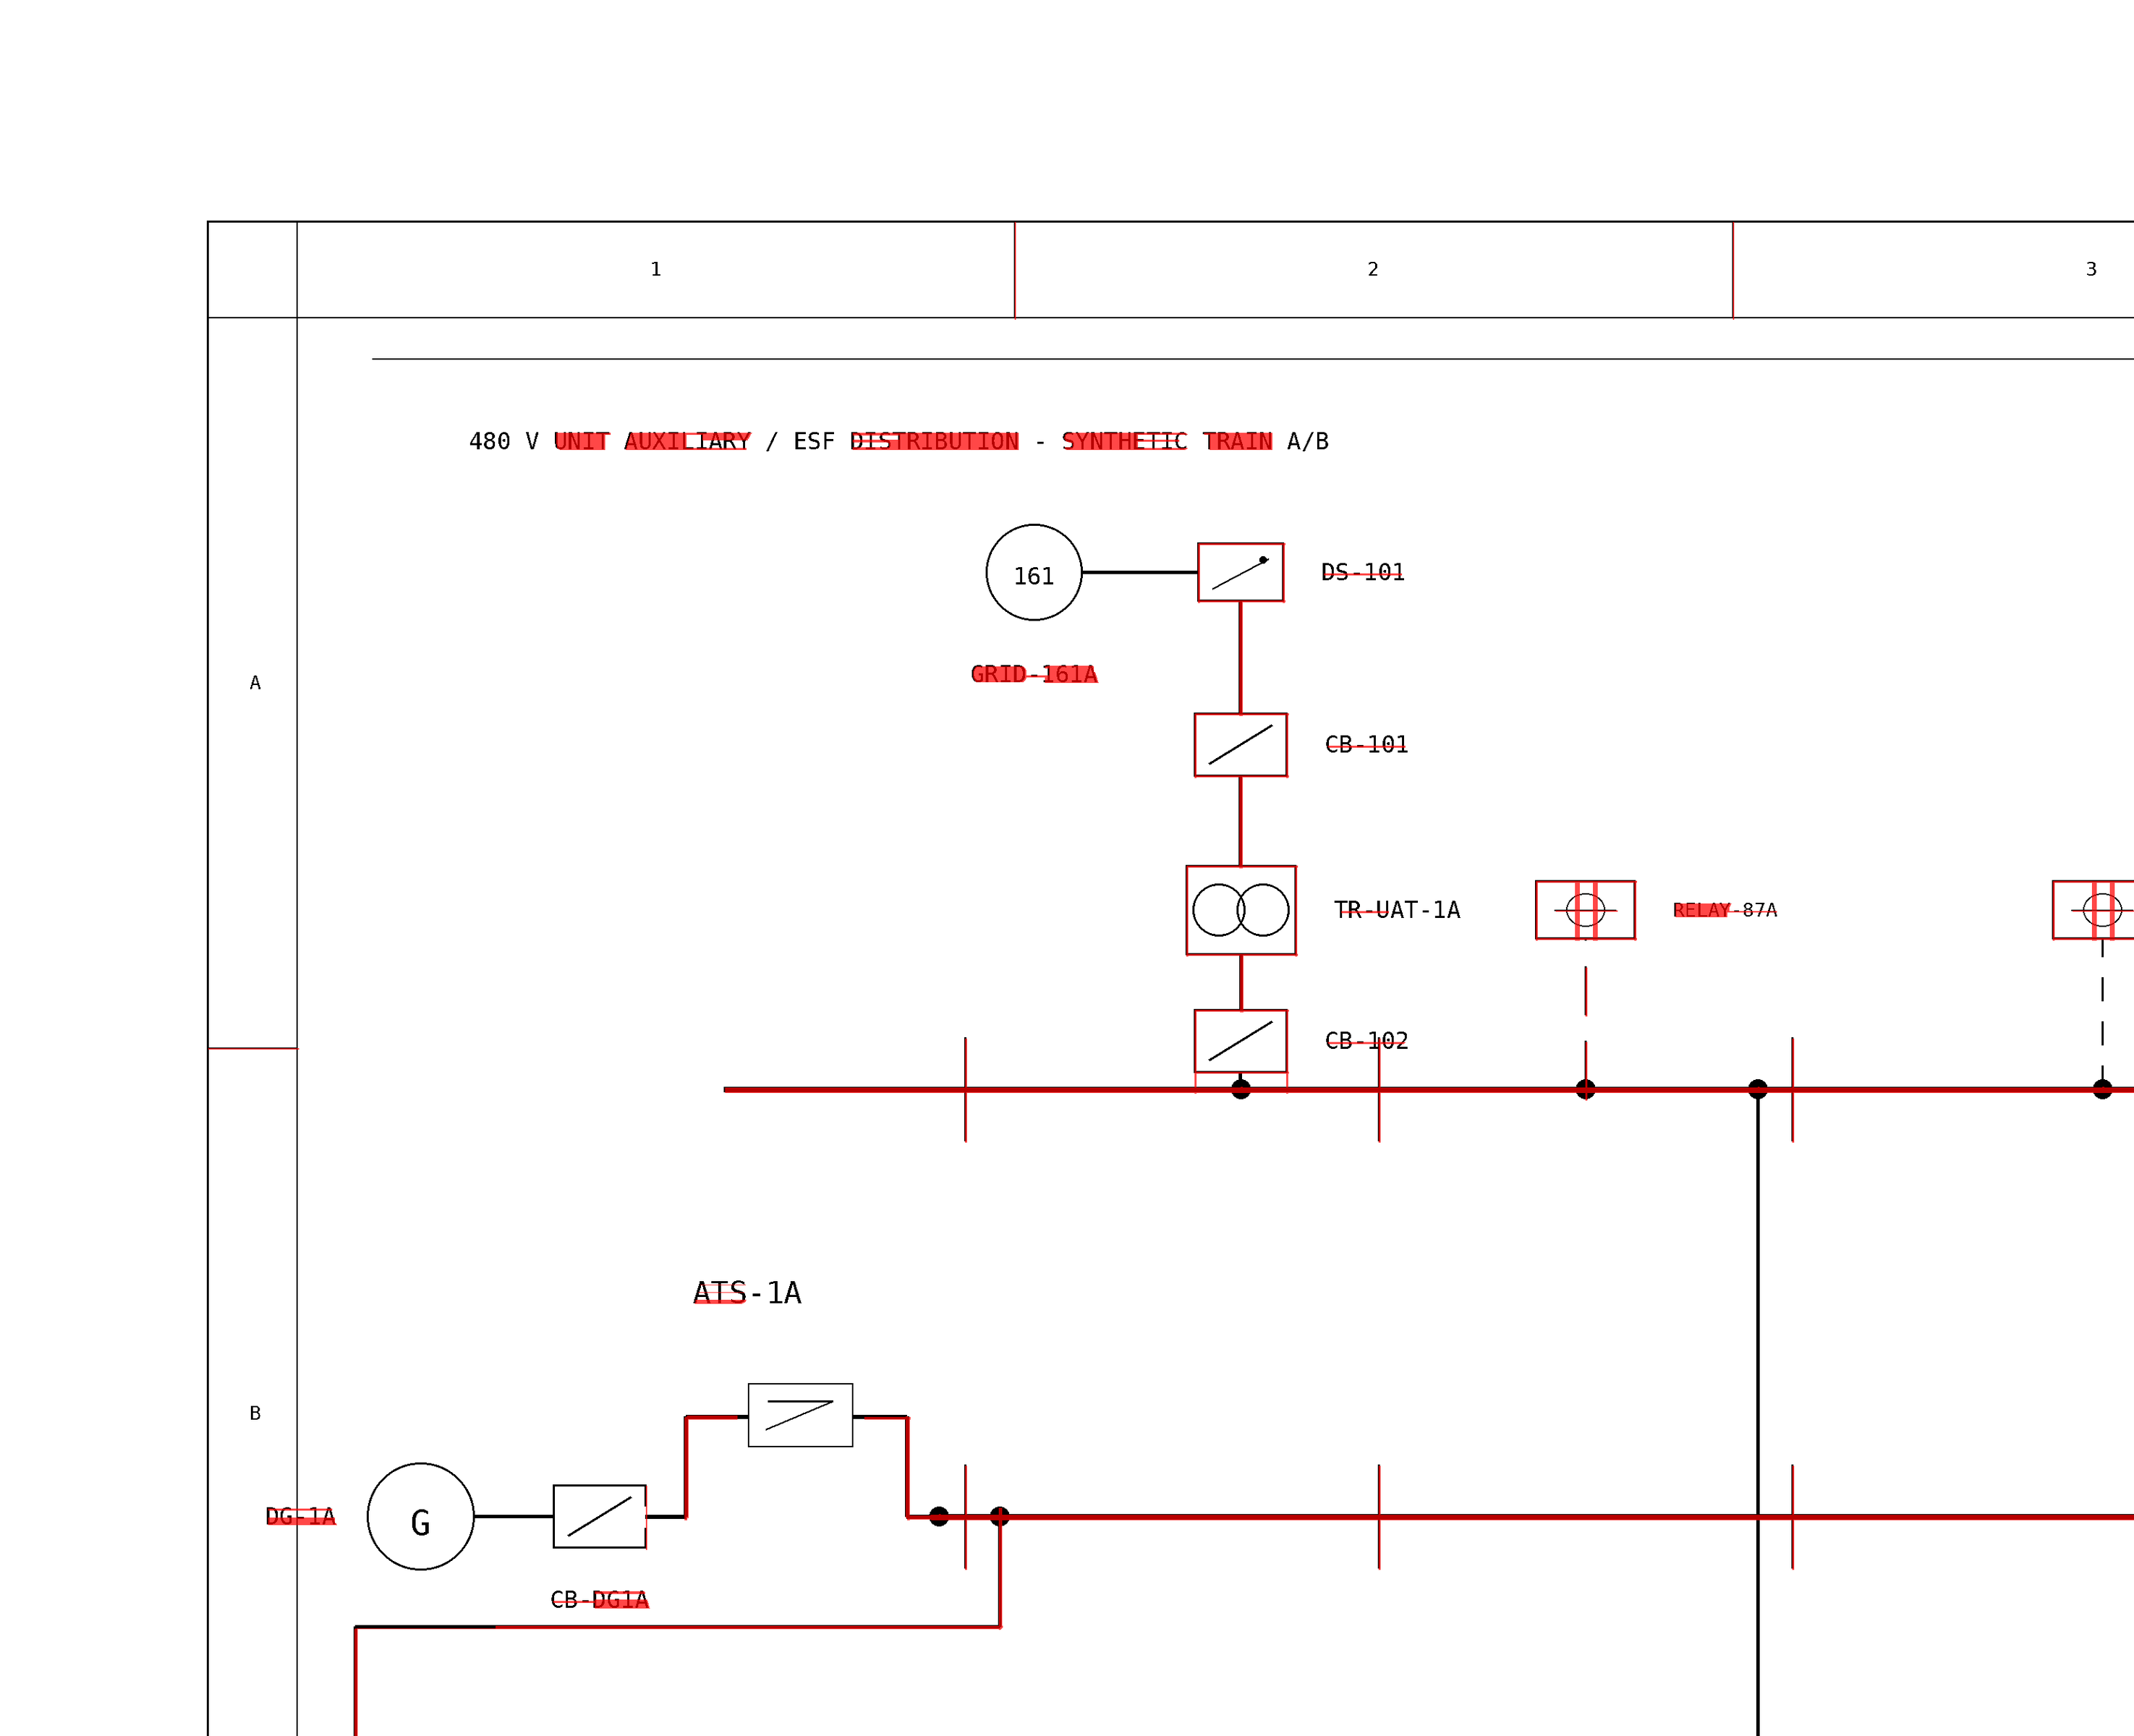 1
2
3
480 V UNIT AUXILIARY / ESF DISTRIBUTION - SYNTHETIC TRAIN A/B
161
DS-101
GRID-161A
A
CB-101
TR-UAT-1A
RELAY-87A
CB-102
ATS-1A
B
DG-1A
G
CB-DG1A